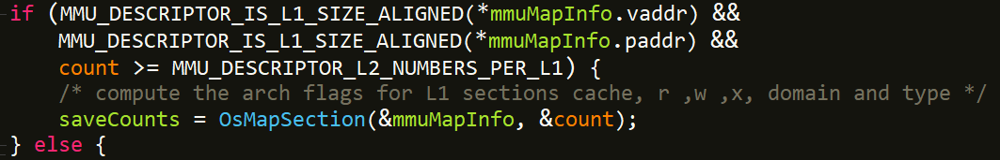 if (MMU_DESCRIPTOR_IS_L1_SIZE_ALIGNED(*mmuMapInfo.vaddr) &&
MMU_DESCRIPTOR_IS_L1_SIZE_ALIGNED(*mmuMapInfo.paddr) &&
count >= MMU_DESCRIPTOR_L2_NUMBERS_PER_L1) {
/* compute the arch flags for L1 sections cache, r ,w ,x, domain and type */
saveCounts = OsMapSection(&mmuMapInfo, &count);
} else {